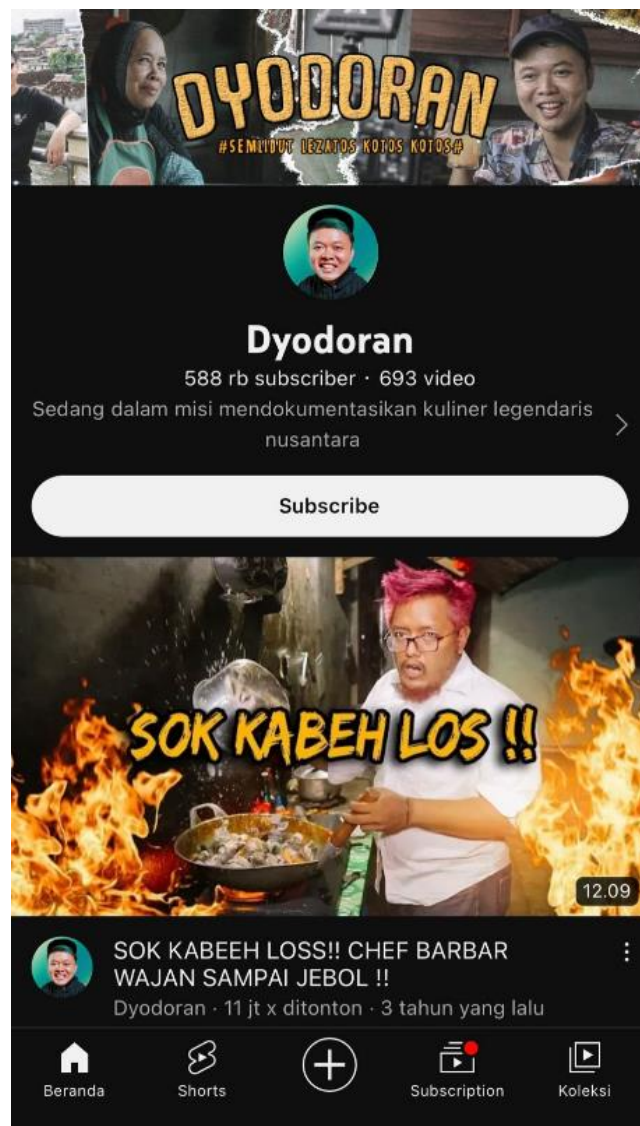 DYODORAN
#SEMLIDUT LEZATOS KOTOS KOTOS#
Dyodoran
588 rb subscriber · 693 video
Sedang dalam misi mendokumentasikan kuliner legendaris
nusantara
Subscribe
SOK KABEH LOS !!
12.09
SOK KABEEH LOSS!! CHEF BARBAR
WAJAN SAMPAI JEBOL !!
Dyodoran · 11 jt x ditonton · 3 tahun yang lalu
Beranda
Shorts
Subscription
Koleksi